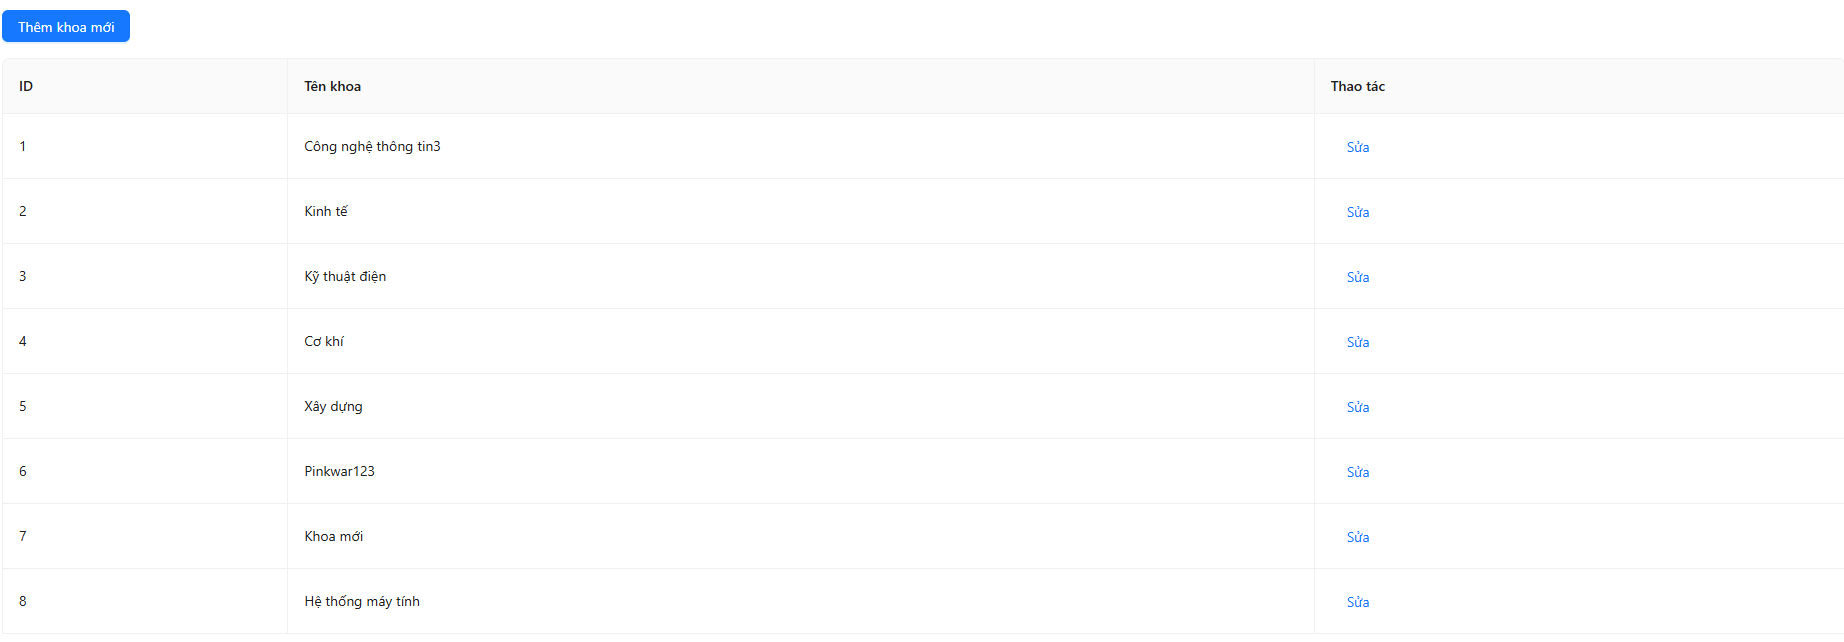 Thêm khoa mới
ID Tên khoa Thao tác
1 Công nghệ thông tin3 Sửa
2 Kinh tế Sửa
3 Kỹ thuật điện Sửa
4 Cơ khí Sửa
5 Xây dựng Sửa
6 Pinkwar123 Sửa
7 Khoa mới Sửa
8 Hệ thống máy tính Sửa